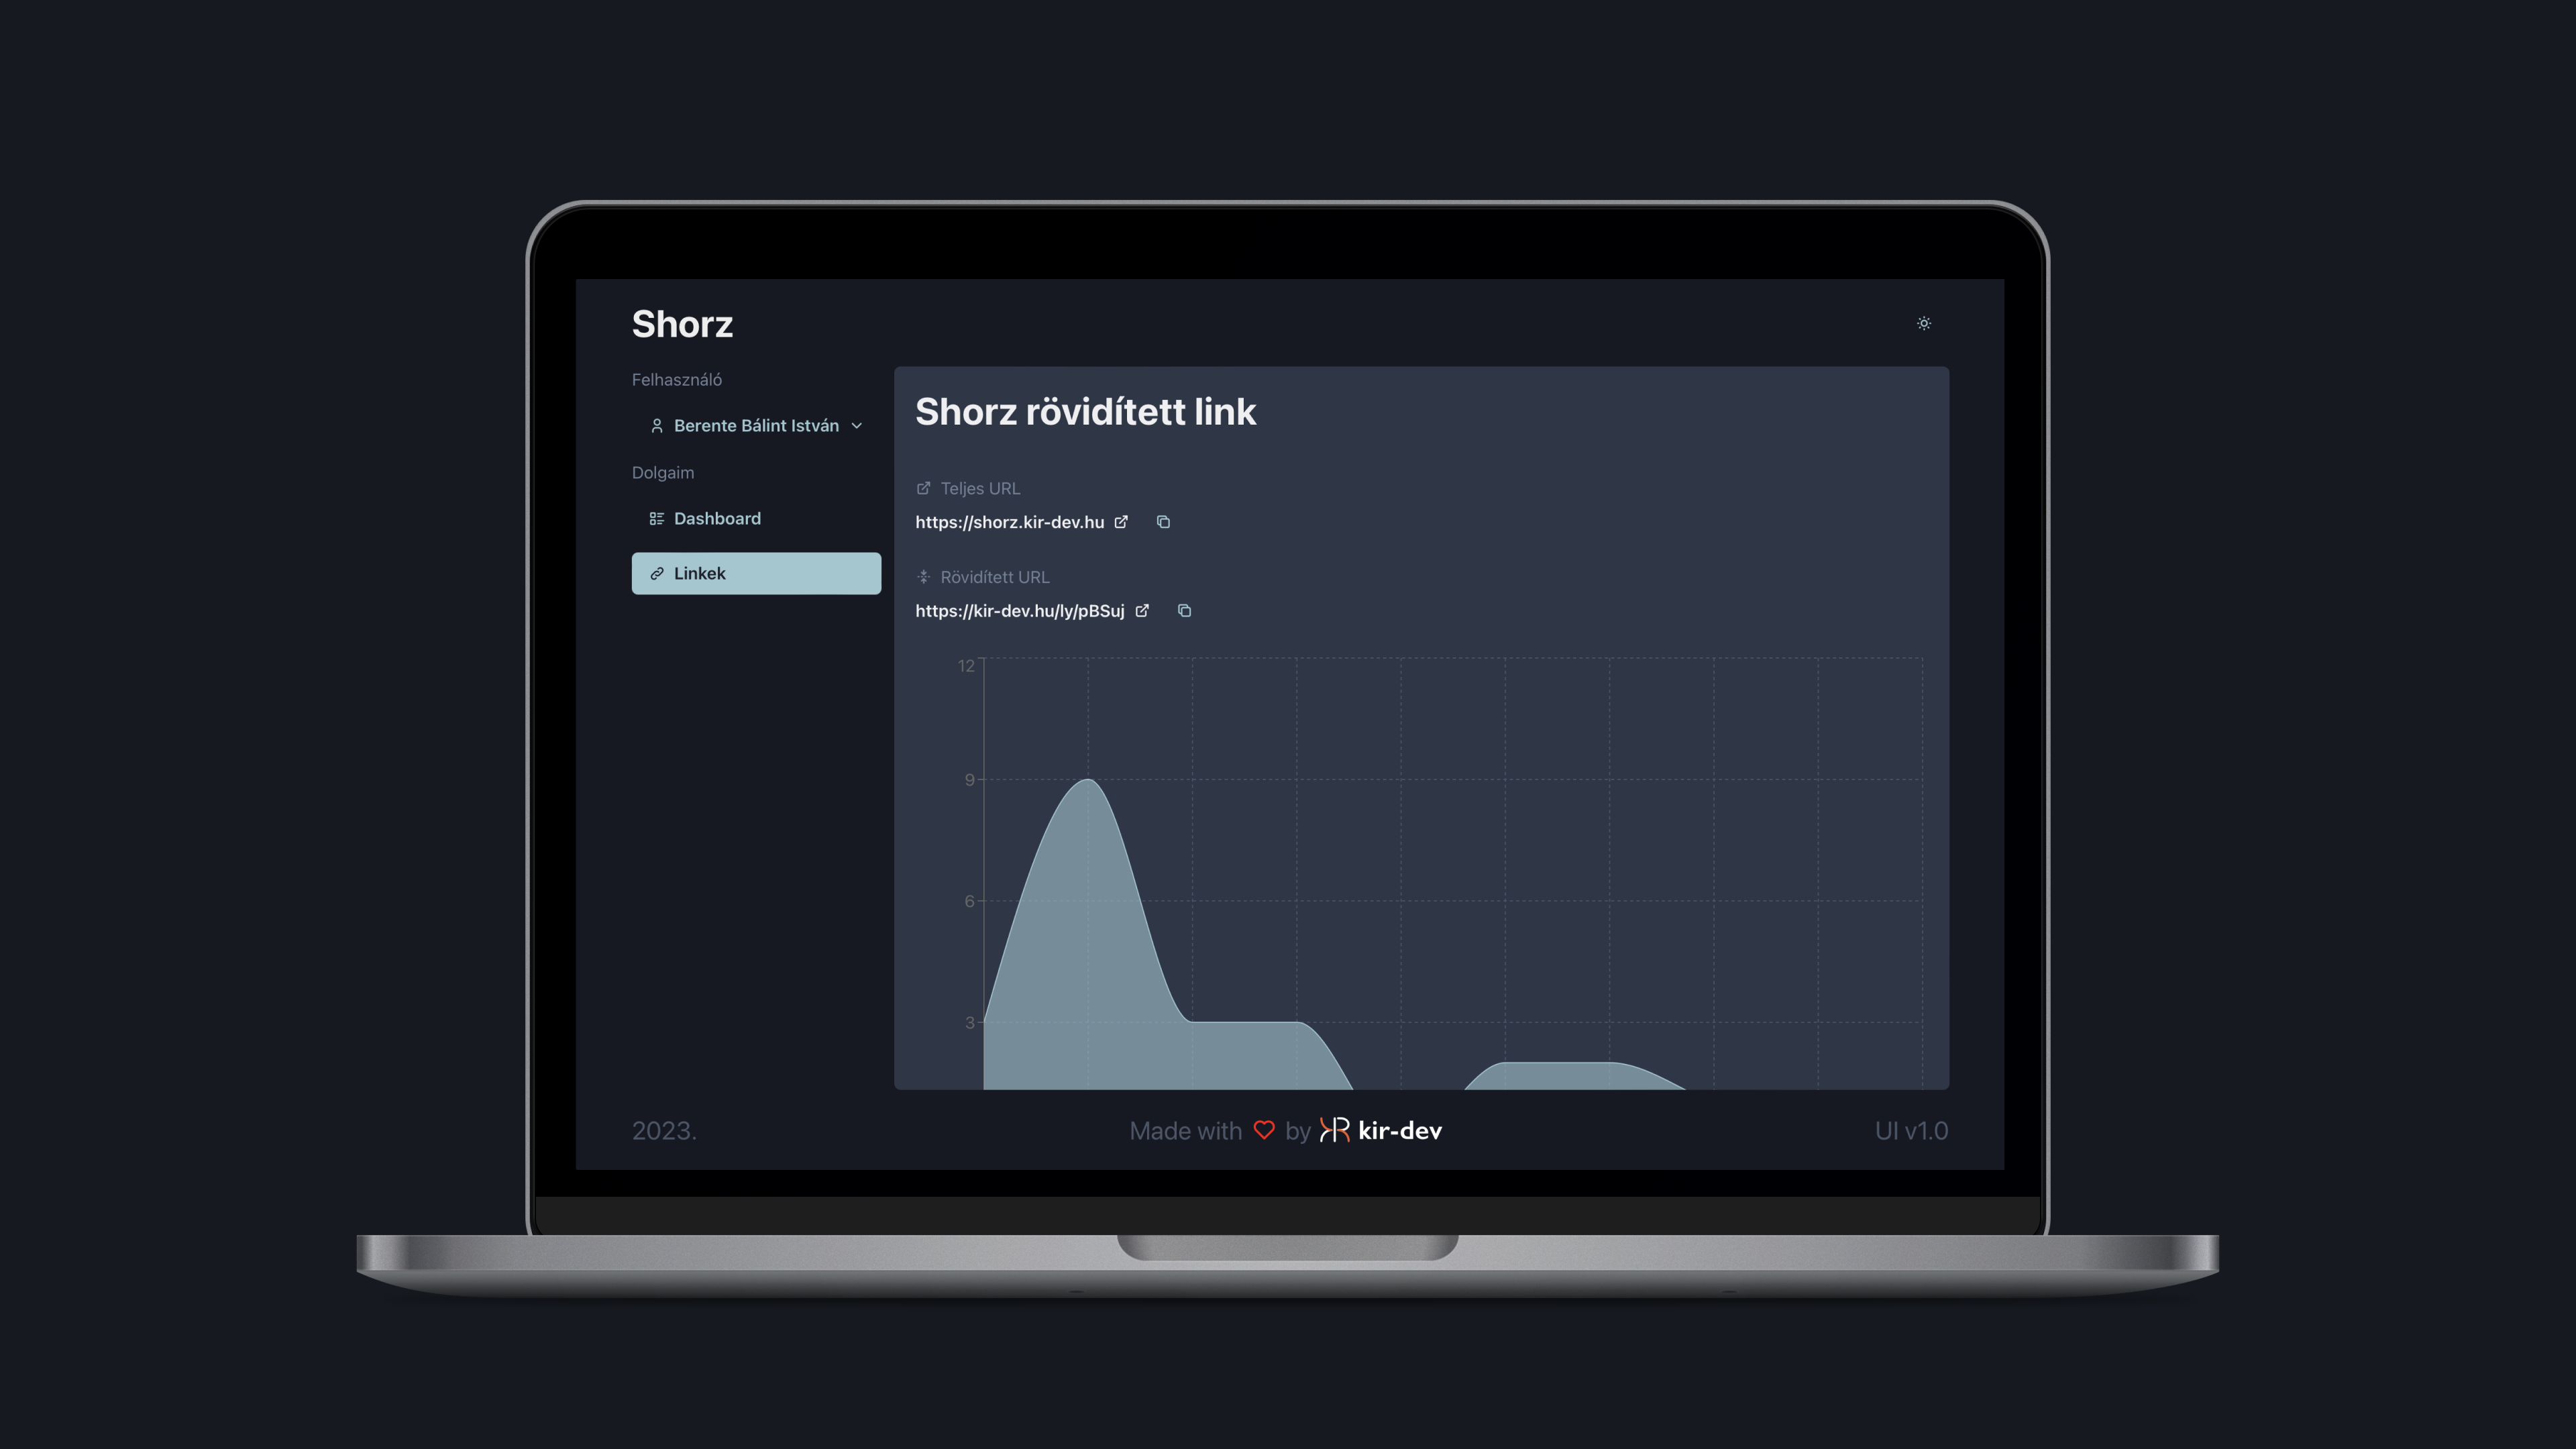 Shorz
Felhasználó
Berente Bálint István
Dolgaim
Dashboard
Linkek
Shorz rövidített link
Teljes URL
https://shorz.kir-dev.hu
Rövidített URL
https://kir-dev.hu/ly/pBSuj
12
9
6
3
2023.
Made with by kir-dev
UI v1.0